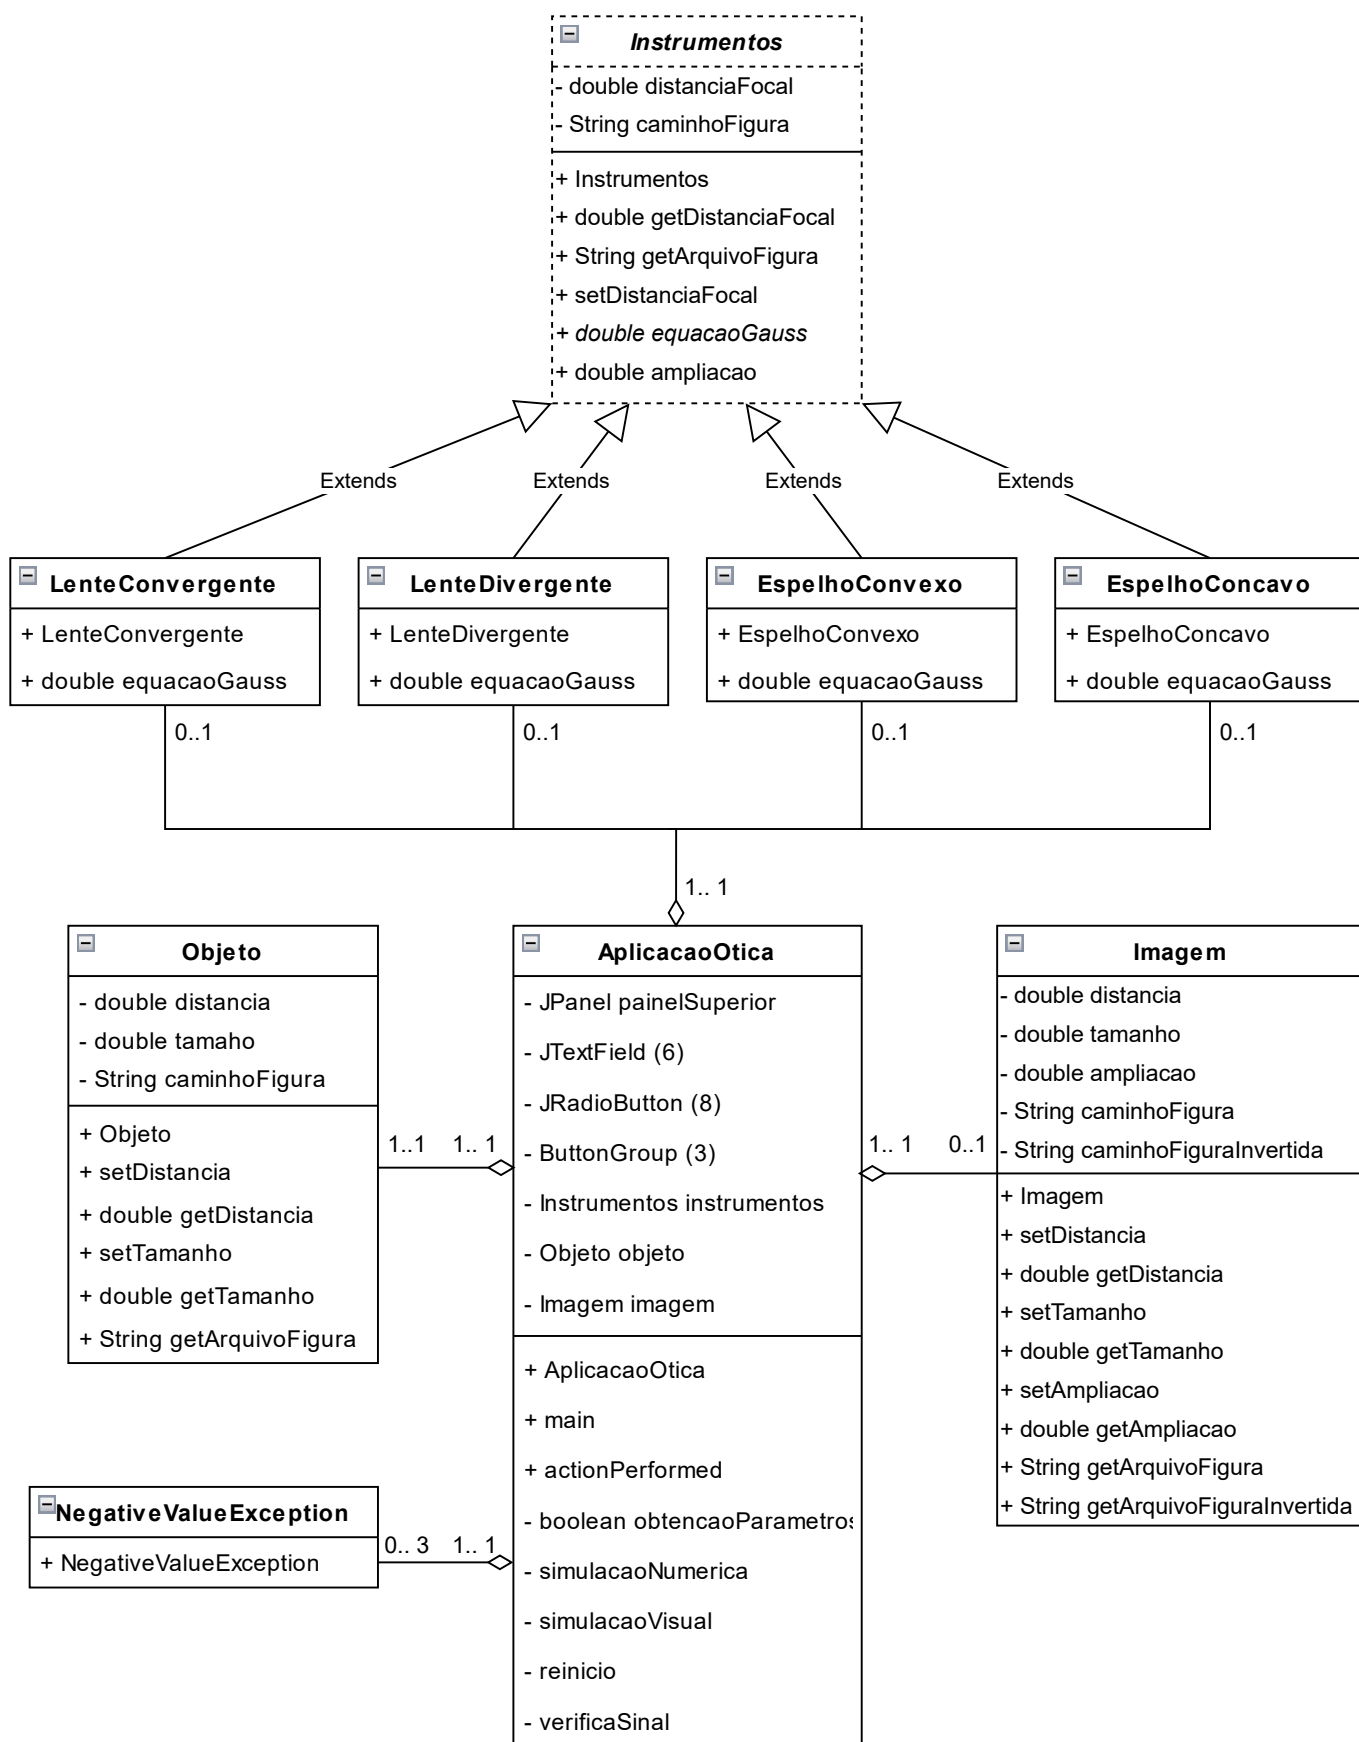 Instrumentos
- double distanciaFocal
- String caminhoFigura
+ Instrumentos
+ double getDistanciaFocal
+ String getArquivoFigura
+ setDistanciaFocal
+ double equacaoGauss
+ double ampliacao
Extends
Extends
Extends
Extends
LenteConvergente
+ LenteConvergente
+ double equacaoGauss
0..1
LenteDivergente
+ LenteDivergente
+ double equacaoGauss
0..1
EspelhoConvexo
+ EspelhoConvexo
+ double equacaoGauss
0..1
EspelhoConcavo
+ EspelhoConcavo
+ double equacaoGauss
0..1
1.. 1
Objeto
- double distancia
- double tamaho
- String caminhoFigura
+ Objeto
+ setDistancia
+ double getDistancia
+ setTamanho
+ double getTamanho
+ String getArquivoFigura
1..1 1.. 1
AplicacaoOtica
- JPanel painelSuperior
- JTextField (6)
- JRadioButton (8)
- ButtonGroup (3)
- Instrumentos instrumentos
- Objeto objeto
- Imagem imagem
+ AplicacaoOtica
+ main
+ actionPerformed
- boolean obtencaoParametros
- simulacaoNumerica
- simulacaoVisual
- reinicio
- verificaSinal
1.. 1 0..1
Imagem
- double distancia
- double tamanho
- double ampliacao
- String caminhoFigura
- String caminhoFiguraInvertida
+ Imagem
+ setDistancia
+ double getDistancia
+ setTamanho
+ double getTamanho
+ setAmpliacao
+ double getAmpliacao
+ String getArquivoFigura
+ String getArquivoFiguraInvertida
NegativeValueException
+ NegativeValueException
0.. 3 1.. 1